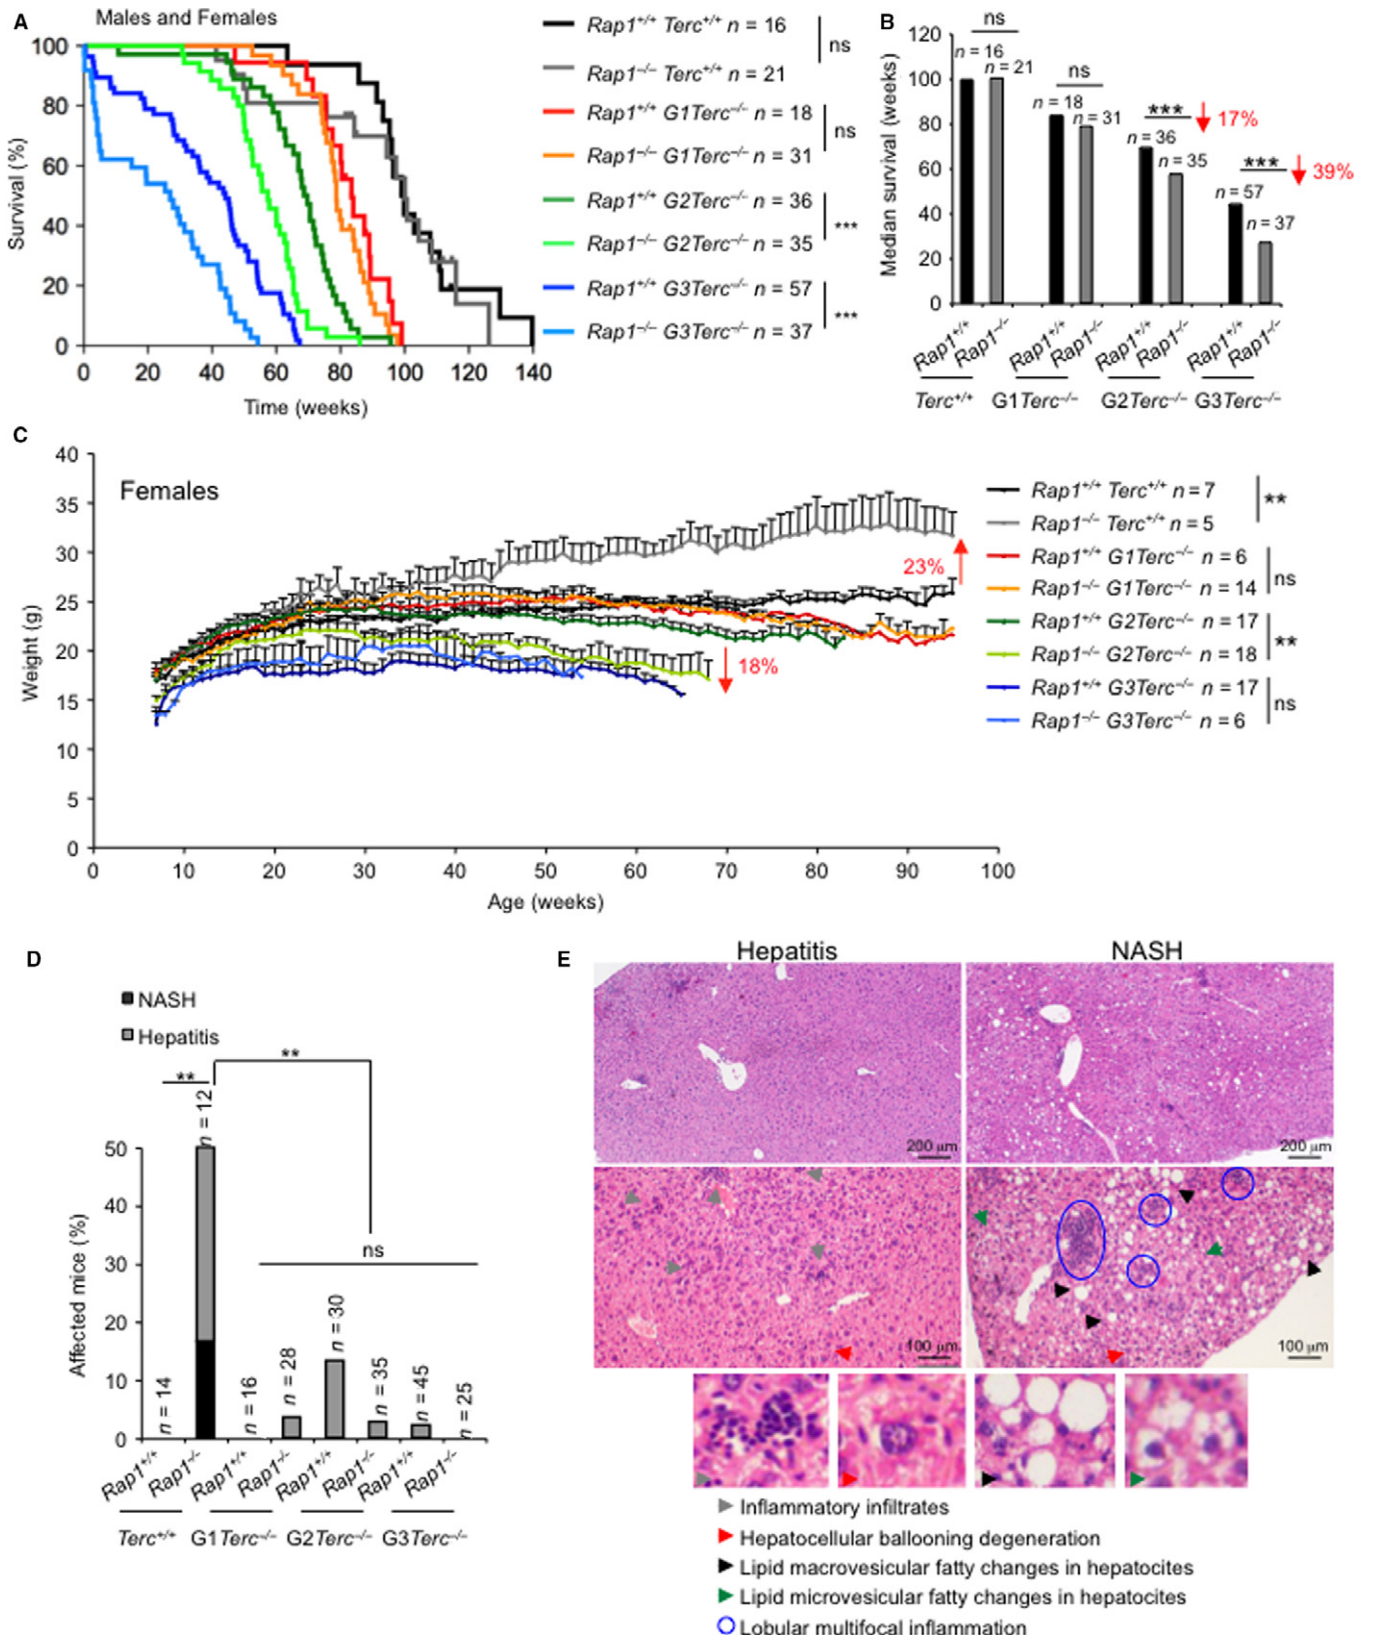 A
Males and Females
Survival (%)
100
80
60
40
20
0
0 20 40 60 80 100 120 140
Time (weeks)
Rap1+/+ Terc+/+ n = 16
Rap1–/– Terc+/+ n = 21
ns
Rap1+/+ G1Terc–/– n = 18
Rap1–/– G1Terc–/– n = 31
ns
Rap1+/+ G2Terc–/– n = 36
Rap1–/– G2Terc–/– n = 35
***
Rap1+/+ G3Terc–/– n = 57
Rap1–/– G3Terc–/– n = 37
***
B
Median survival (weeks)
120
100
80
60
40
20
0
ns
n = 16
n = 21
ns
n = 18
n = 31
*** 17%
n = 36
n = 35
*** 39%
n = 57
n = 37
Rap1+/+ Rap1–/– Rap1+/+ Rap1–/– Rap1+/+ Rap1–/– Rap1+/+ Rap1–/–
Terc+/+ G1Terc–/– G2Terc–/– G3Terc–/–
C
Females
Weight (g)
40
35
30
25
20
15
10
5
0
0 10 20 30 40 50 60 70 80 90 100
Age (weeks)
23%
18%
Rap1+/+ Terc+/+ n = 7
Rap1–/– Terc+/+ n = 5
**
Rap1+/+ G1Terc–/– n = 6
Rap1–/– G1Terc–/– n = 14
ns
Rap1+/+ G2Terc–/– n = 17
Rap1–/– G2Terc–/– n = 18
**
Rap1+/+ G3Terc–/– n = 17
Rap1–/– G3Terc–/– n = 6
ns
D
NASH
Hepatitis
**
**
ns
Affected mice (%)
50
40
30
20
10
0
n = 14
n = 12
n = 16
n = 28
n = 30
n = 35
n = 45
n = 25
Rap1+/+ Rap1-/- Rap1+/+ Rap1-/- Rap1+/+ Rap1-/- Rap1+/+ Rap1-/-
Terc+/+ G1Terc–/– G2Terc–/– G3Terc–/–
E
Hepatitis
NASH
200 µm
200 µm
100 µm
100 µm
Inflammatory infiltrates
Hepatocellular ballooning degeneration
Lipid macrovesicular fatty changes in hepatocites
Lipid microvesicular fatty changes in hepatocites
Lobular multifocal inflammation